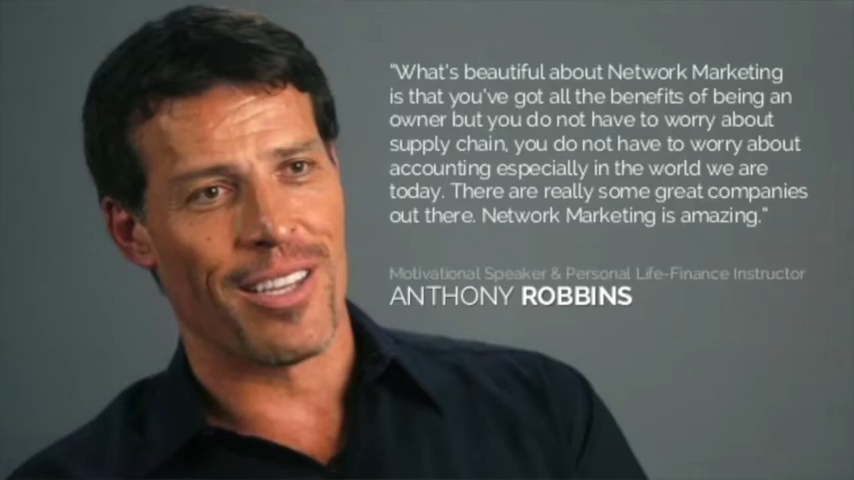 "What's beautiful about Network Marketing
is that you've got all the benefits of being an
owner but you do not have to worry about
supply chain, you do not have to worry about
accounting especially in the world we are
today. There are really some great companies
out there. Network Marketing is amazing."
Motivational Speaker & Personal Life-Finance Instructor
ANTHONY ROBBINS